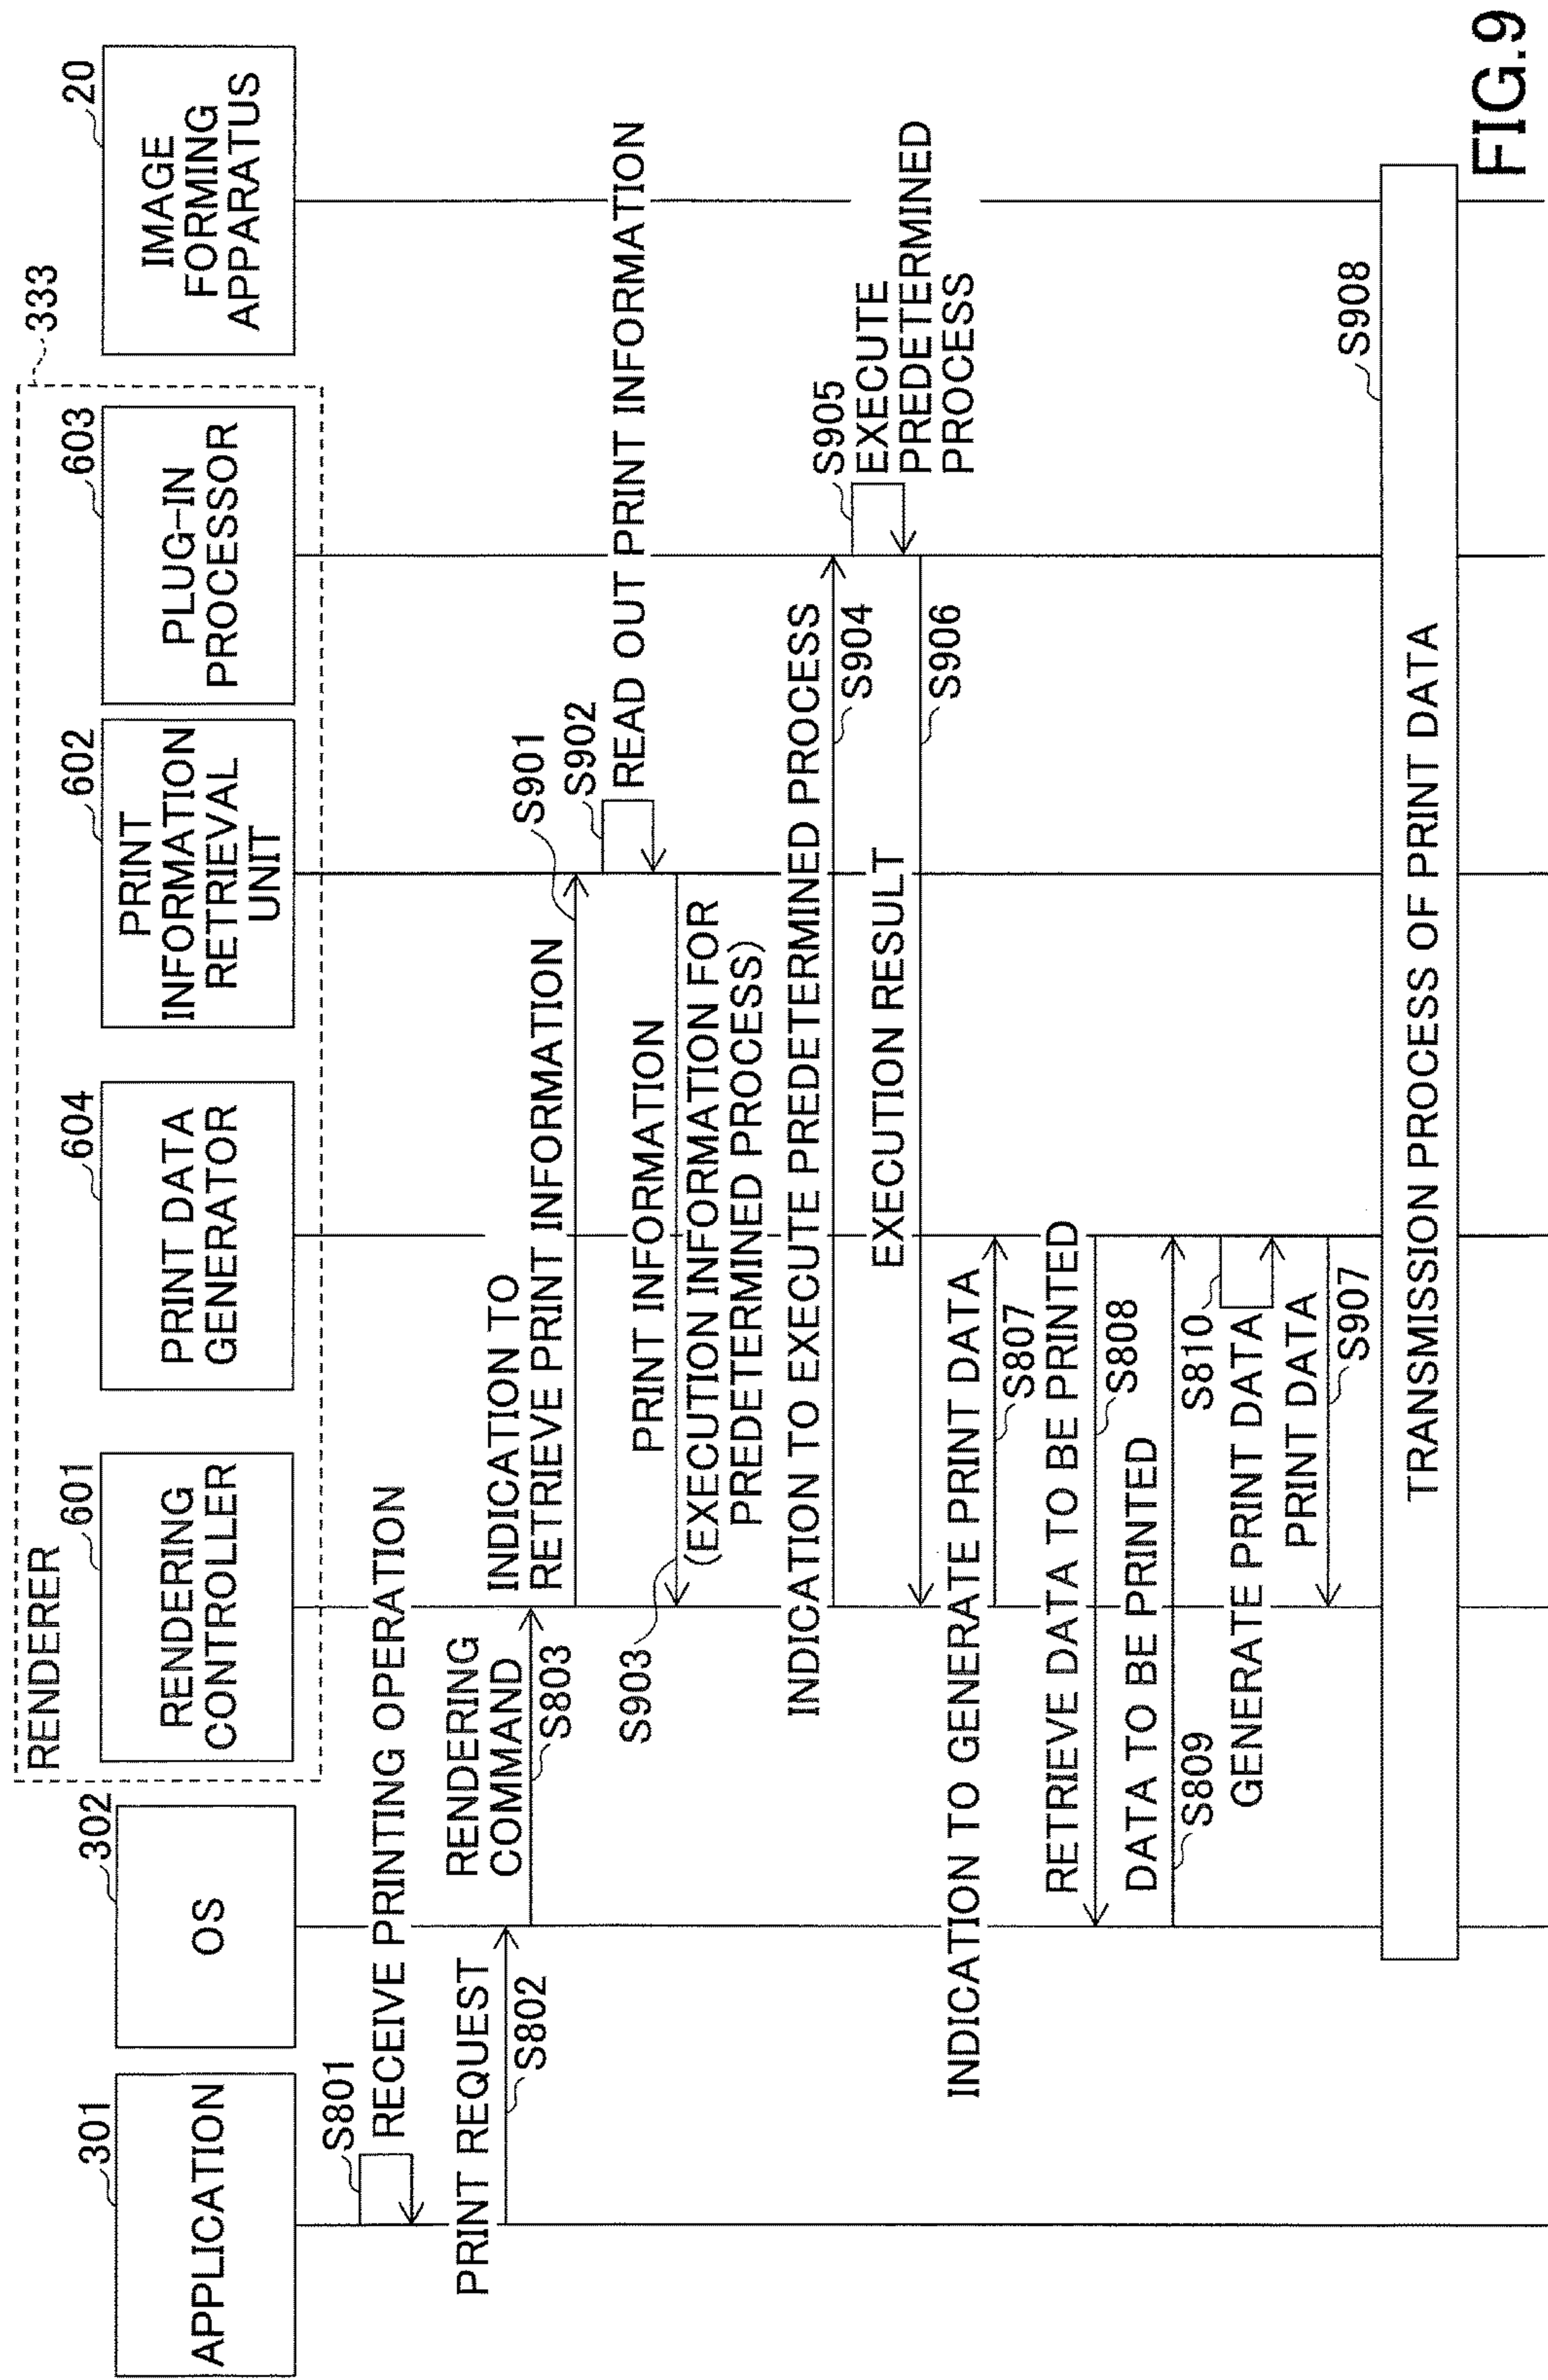 301
APPLICATION
302
OS
RENDERER
333
601
RENDERING
CONTROLLER
604
PRINT DATA
GENERATOR
602
PRINT
INFORMATION
RETRIEVAL
UNIT
603
PLUG-IN
PROCESSOR
20
IMAGE
FORMING
APPARATUS
S801
RECEIVE PRINTING OPERATION
PRINT REQUEST
S802
RENDERING
COMMAND
S803
INDICATION TO
RETRIEVE PRINT INFORMATION
S901
S902
READ OUT PRINT INFORMATION
PRINT INFORMATION
S903
(EXECUTION INFORMATION FOR
PREDETERMINED PROCESS)
INDICATION TO EXECUTE PREDETERMINED PROCESS
S904
S905
EXECUTE
PREDETERMINED
PROCESS
EXECUTION RESULT
S906
INDICATION TO GENERATE PRINT DATA
S807
RETRIEVE DATA TO BE PRINTED
S808
DATA TO BE PRINTED
S809
S810
GENERATE PRINT DATA
PRINT DATA
S907
S908
TRANSMISSION PROCESS OF PRINT DATA
FIG.9